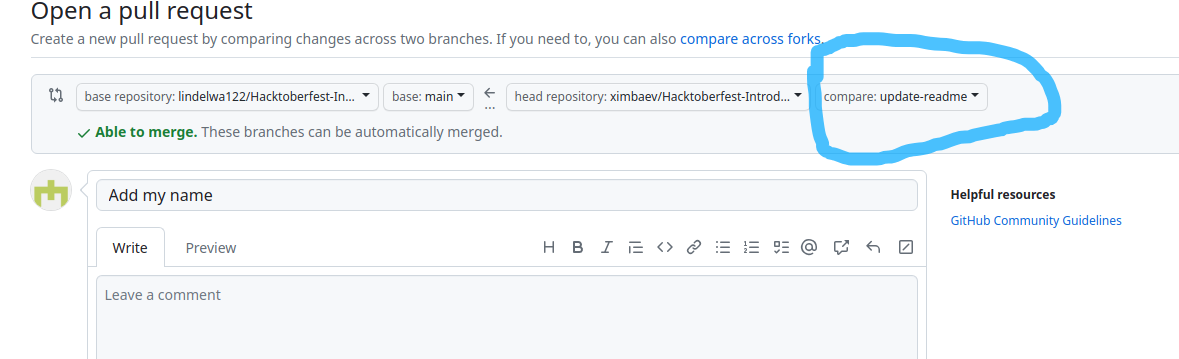 Open a pull request
Create a new pull request by comparing changes across two branches. If you need to, you can also compare across forks.
base repository: lindelwa122/Hacktoberfest-In... base: main ← ... head repository: ximbaev/Hacktoberfest-Introd... compare: update-readme
Able to merge. These branches can be automatically merged.
Add my name
Helpful resources
GitHub Community Guidelines
Write Preview H B I <> @
Leave a comment